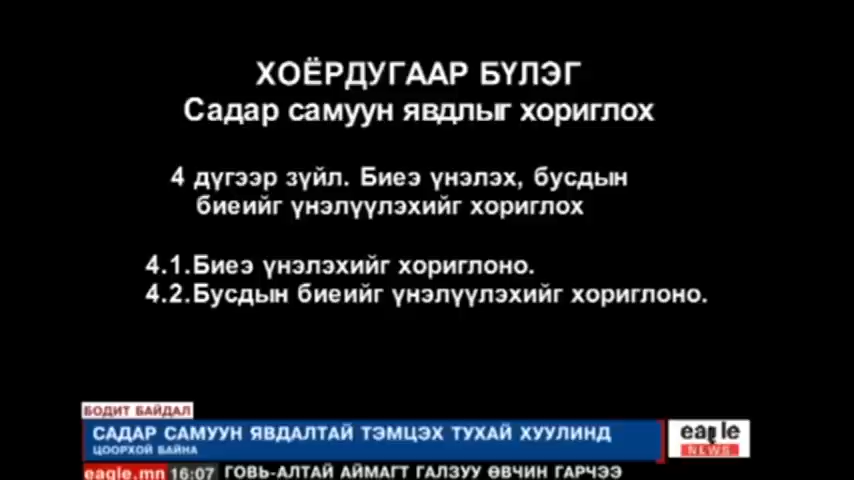 ХОЁРДУГААР БҮЛЭГ
Садар самуун явдлыг хориглох
4 дүгээр зүйл. Биеэ үнэлэх, бусдын
биеийг үнэлүүлэхийг хориглох
4.1.Биеэ үнэлэхийг хориглоно.
4.2.Бусдын биеийг үнэлүүлэхийг хориглоно.
БОДИТ БАЙДАЛ
САДАР САМУУН ЯВДАЛТАЙ ТЭМЦЭХ ТУХАЙ ХУУЛИНД
ЦООРХОЙ БАЙНА
eagle
NEWS
eagle.mn 16:07 ГОВЬ-АЛТАЙ АЙМАГТ ГАЛЗУУ ӨВЧИН ГАРЧЭЭ